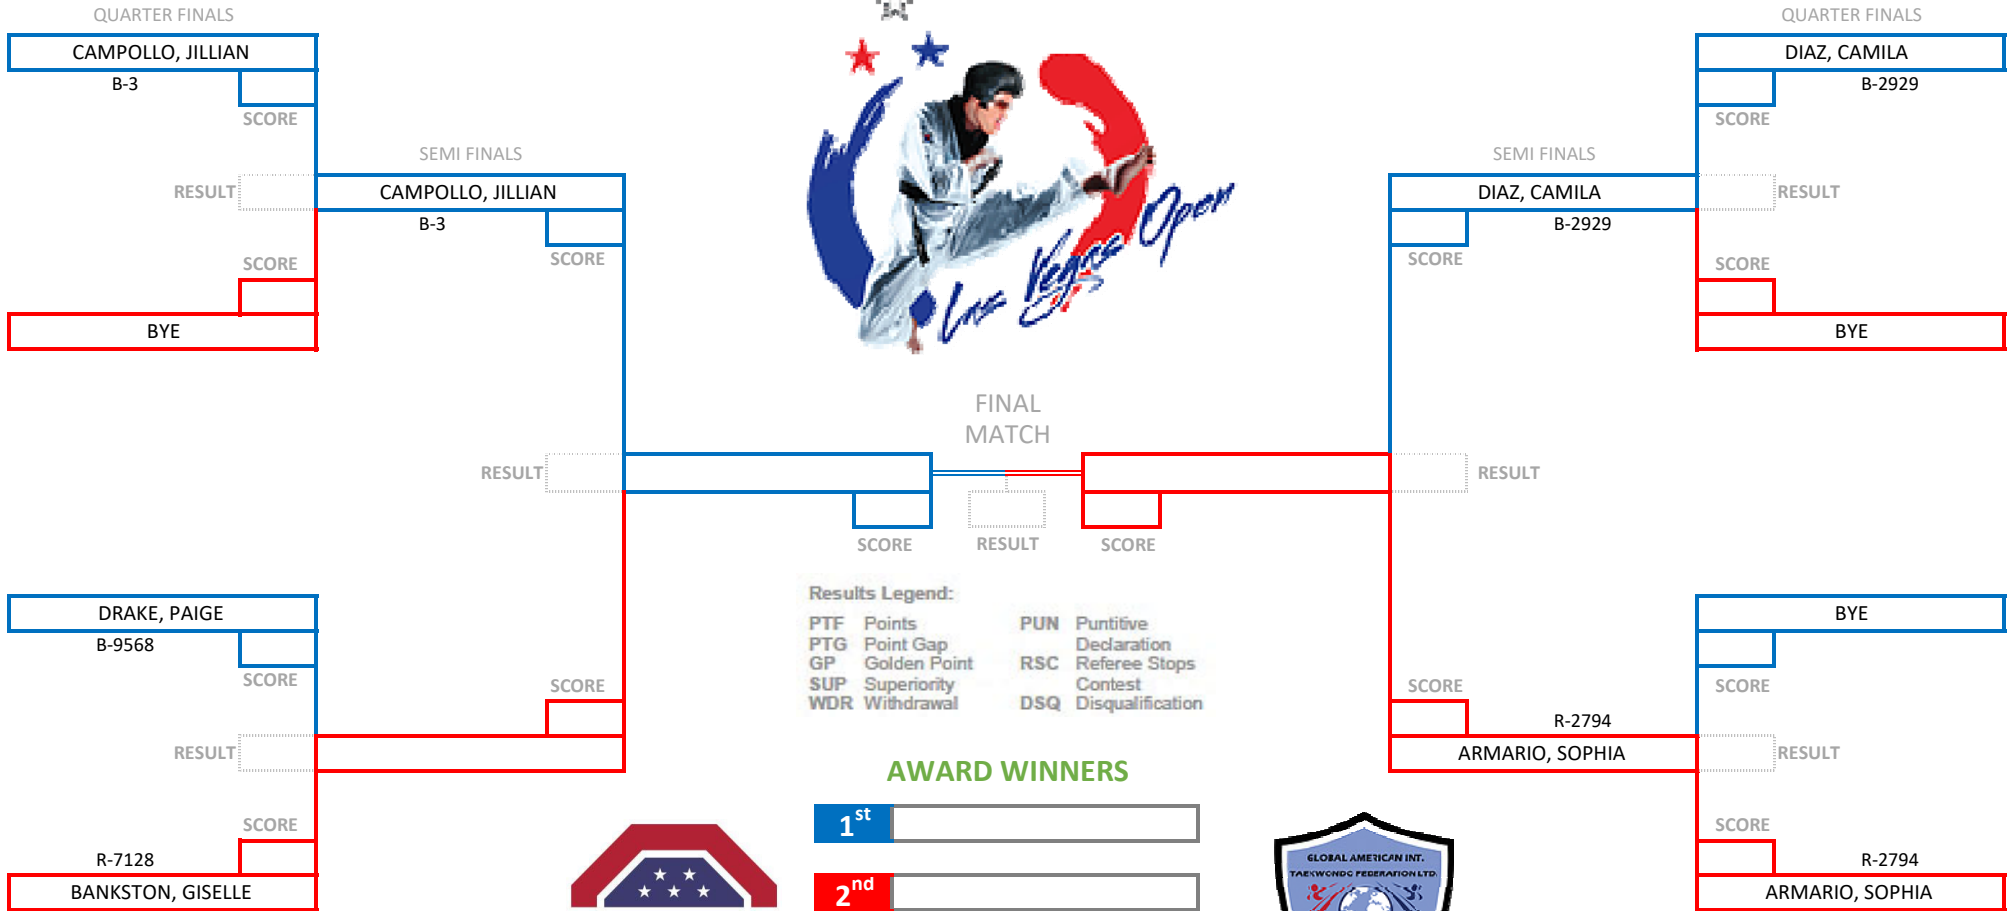 QUARTER FINALS
QUARTER FINALS
CAMPOLLO, JILLIAN
DIAZ, CAMILA
B-3
B-2929
SCORE
SCORE
SEMI FINALS
SEMI FINALS
RESULT
CAMPOLLO, JILLIAN
DIAZ, CAMILA
RESULT
B-3
B-2929
SCORE
SCORE
SCORE
SCORE
Las Vegas Open
BYE
BYE
FINAL
MATCH
RESULT
RESULT
SCORE
RESULT
SCORE
Results Legend:
PTF Points
PTG Point Gap
GP Golden Point
SUP Superiority
WDR Withdrawal
PUN Puntitive
Declaration
RSC Referee Stops
Contest
DSQ Disqualification
DRAKE, PAIGE
BYE
B-9568
SCORE
SCORE
SCORE
SCORE
R-2794
RESULT
ARMARIO, SOPHIA
RESULT
AWARD WINNERS
1st
SCORE
SCORE
R-7128
R-2794
BANKSTON, GISELLE
2nd
ARMARIO, SOPHIA
GLOBAL AMERICAN INT.
TAEKWONDO FEDERATION LTD.